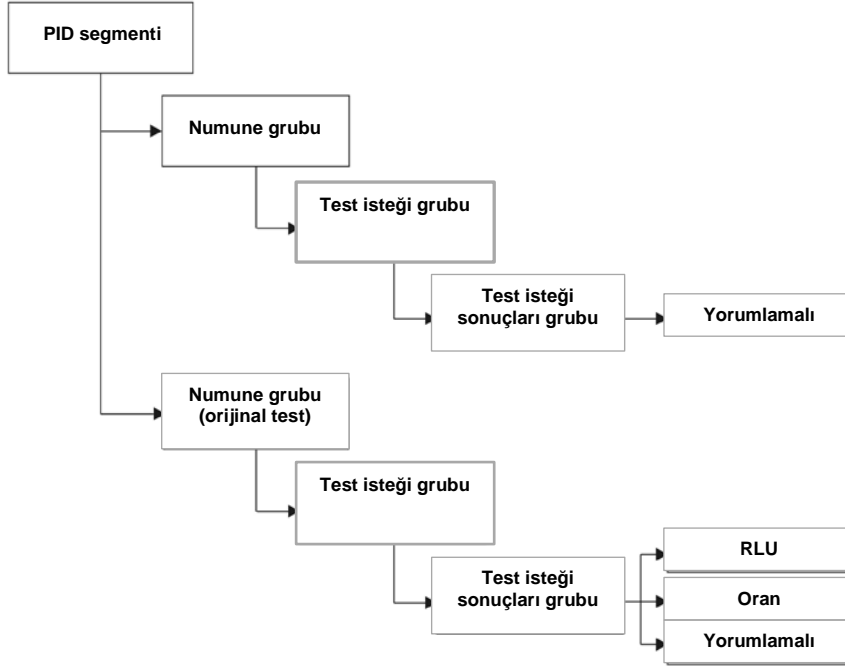 PID segmenti
Numune grubu
Test isteği grubu
Test isteği
sonuçları grubu
Yorumlamalı
Numune grubu
(orijinal test)
Test isteği grubu
Test isteği
sonuçları grubu
RLU
Oran
Yorumlamalı